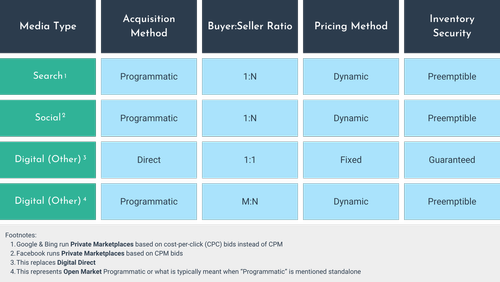 Media Type
Acquisition
Method
Buyer:Seller Ratio
Pricing Method
Inventory
Security
Search 1
Programmatic
1:N
Dynamic
Preemptible
Social 2
Programmatic
1:N
Dynamic
Preemptible
Digital (Other) 3
Direct
1:1
Fixed
Guaranteed
Digital (Other) 4
Programmatic
M:N
Dynamic
Preemptible
Footnotes:
1. Google & Bing run Private Marketplaces based on cost-per-click (CPC) bids instead of CPM
2. Facebook runs Private Marketplaces based on CPM bids
3. This replaces Digital Direct
4. This represents Open Market Programmatic or what is typically meant when "Programmatic" is mentioned standalone